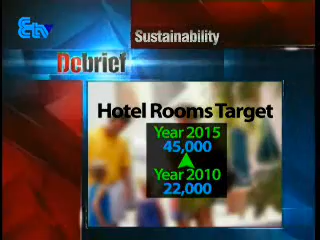 Etv
Sustainability
Debrief
Hotel Rooms Target
Year 2015
45,000
Year 2010
22,000